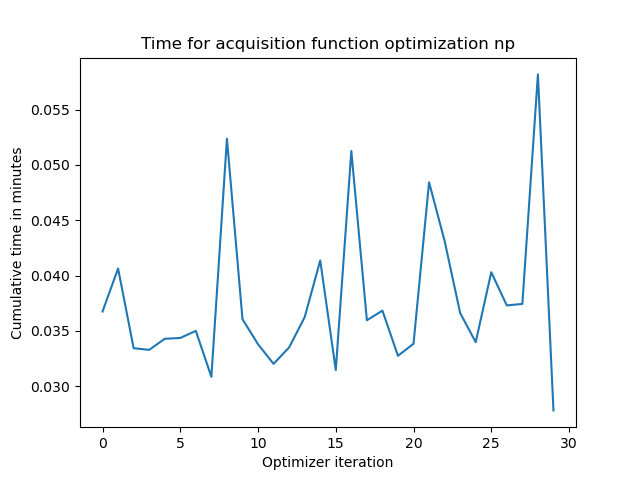 Time for acquisition function optimization np
Cumulative time in minutes
0.055
0.050
0.045
0.040
0.035
0.030
0 5 10 15 20 25 30
Optimizer iteration